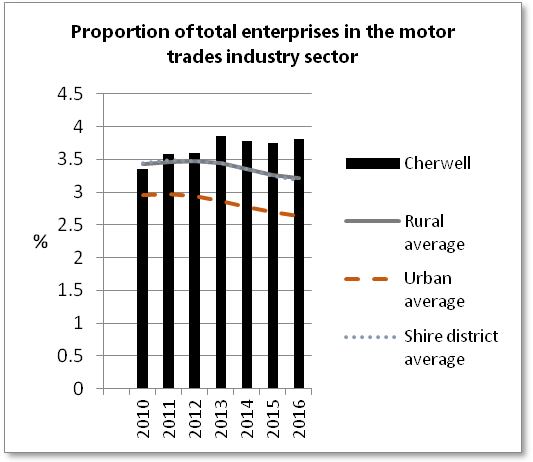 Proportion of total enterprises in the motor
trades industry sector
4.5
4
3.5
3
2.5
2
1.5
1
0.5
0
%
2010
2011
2012
2013
2014
2015
2016
Cherwell
Rural
average
Urban
average
Shire district
average